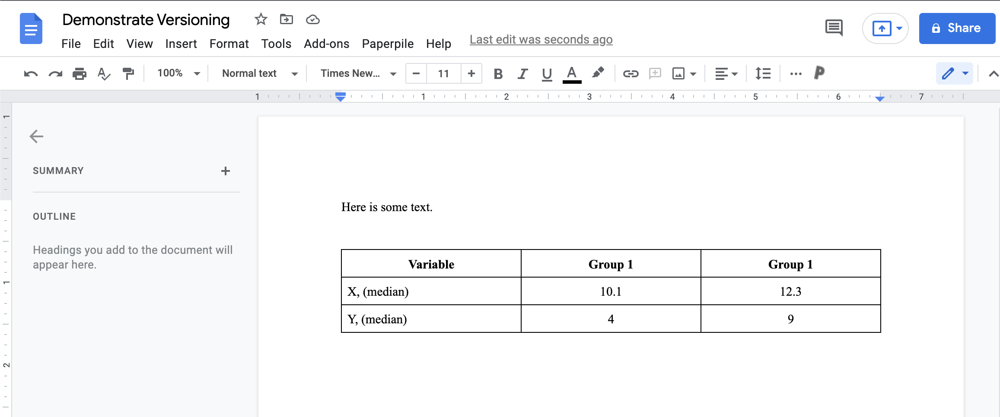 Demonstrate Versioning
File Edit View Insert Format Tools Add-ons Paperpile Help Last edit was seconds ago
Share
100% Normal text Times New... 11 B I U A
1 1 2 3 4 5 6 7
1
SUMMARY
OUTLINE
Headings you add to the document will
appear here.
1
2
Here is some text.
Variable Group 1 Group 1
X, (median) 10.1 12.3
Y, (median) 4 9